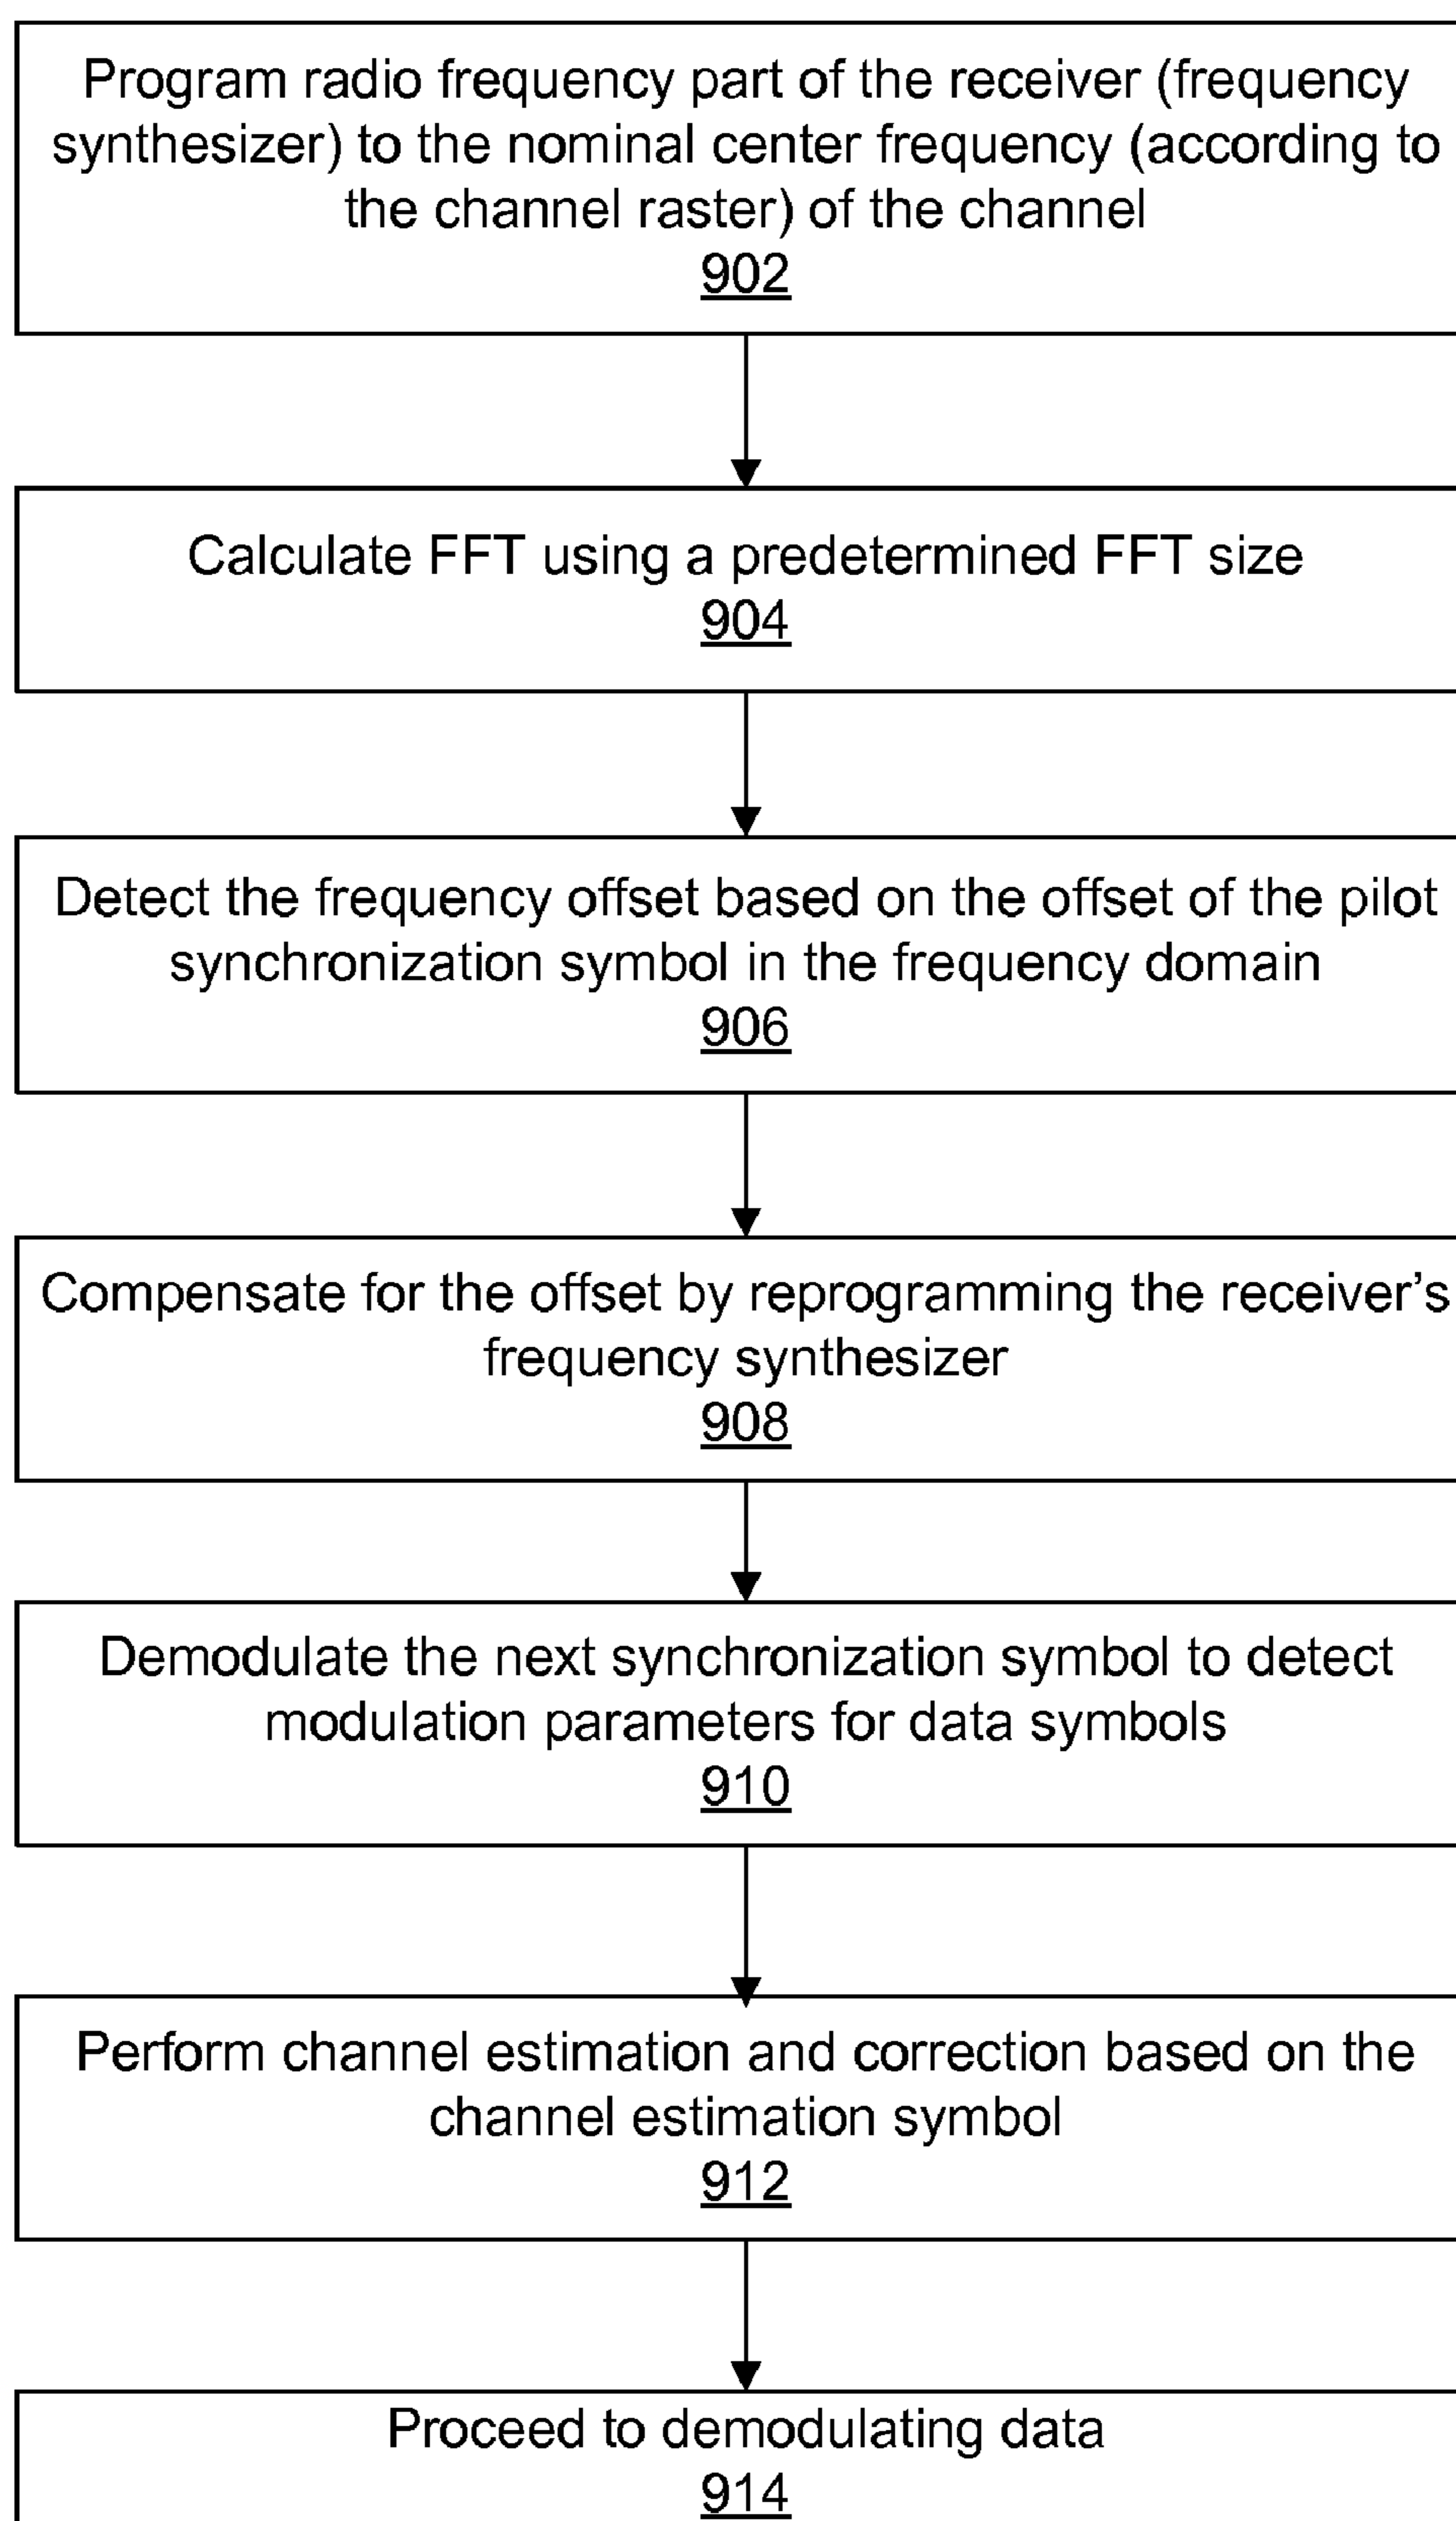 Program radio frequency part of the receiver (frequency
synthesizer) to the nominal center frequency (according to
the channel raster) of the channel
902
Calculate FFT using a predetermined FFT size
904
Detect the frequency offset based on the offset of the pilot
synchronization symbol in the frequency domain
906
Compensate for the offset by reprogramming the receiver’s
frequency synthesizer
908
Demodulate the next synchronization symbol to detect
modulation parameters for data symbols
910
Perform channel estimation and correction based on the
channel estimation symbol
912
Proceed to demodulating data
914